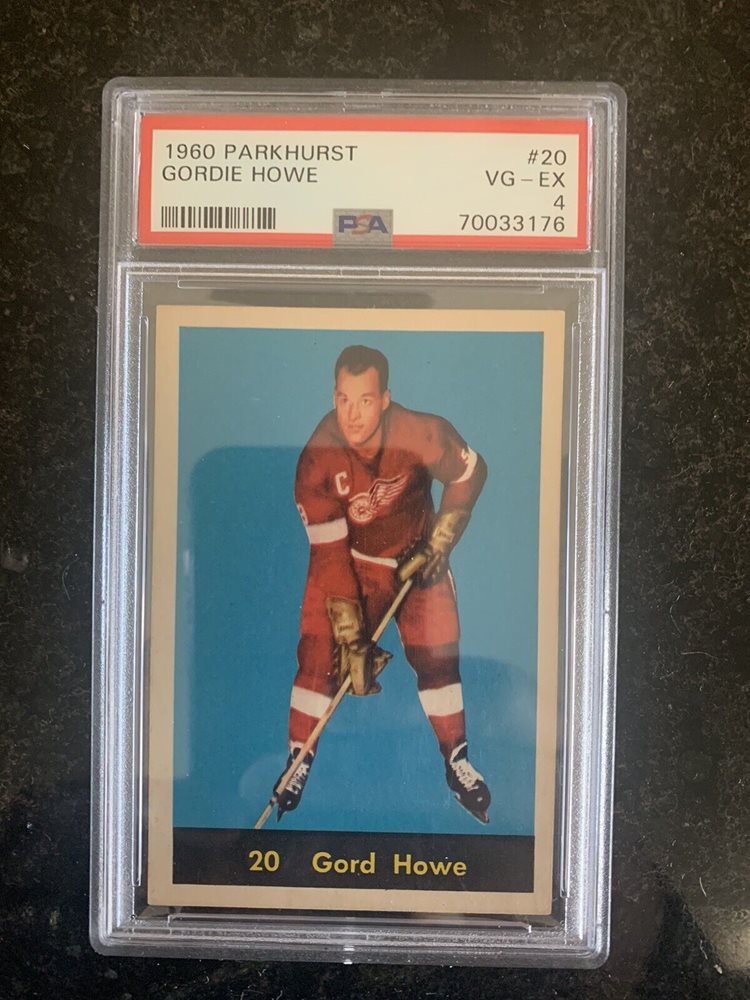 1960 PARKHURST #20
GORDIE HOWE VG-EX
4
PSA 70033176
C
20 Gord Howe